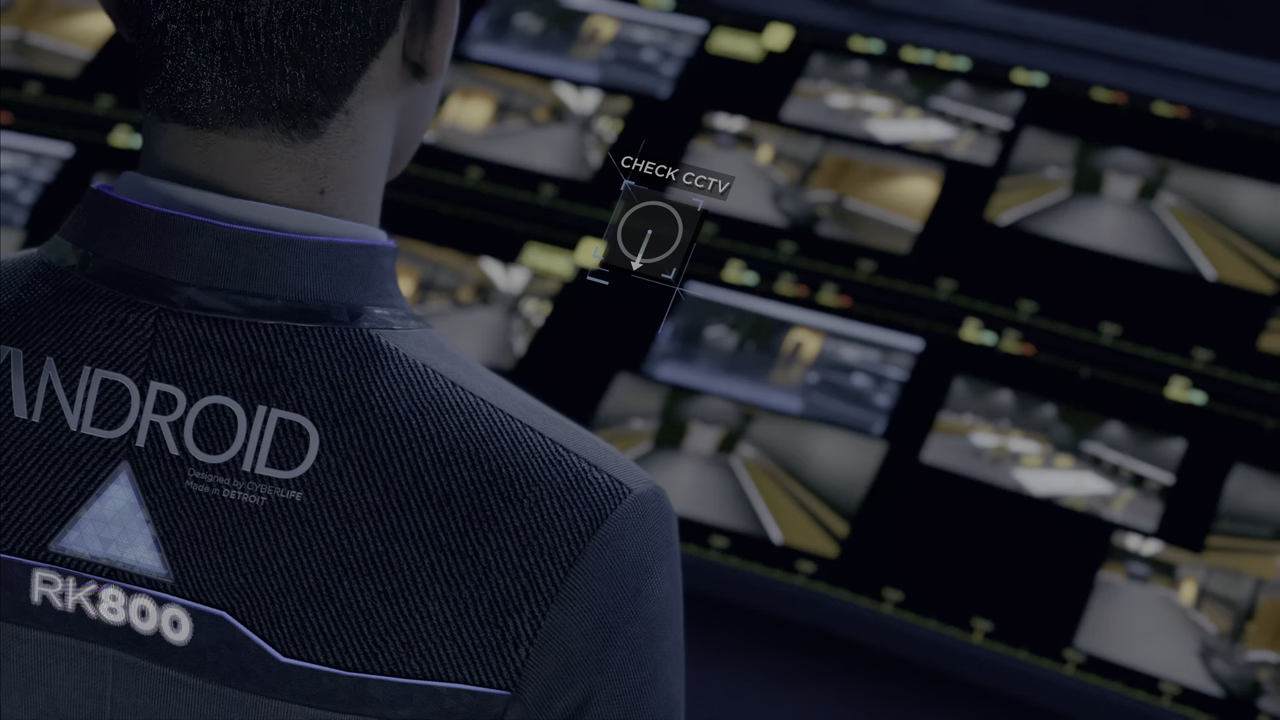 CHECK CCTV
ANDROID
Designed by CYBERLIFE
Made in DETROIT
RK800